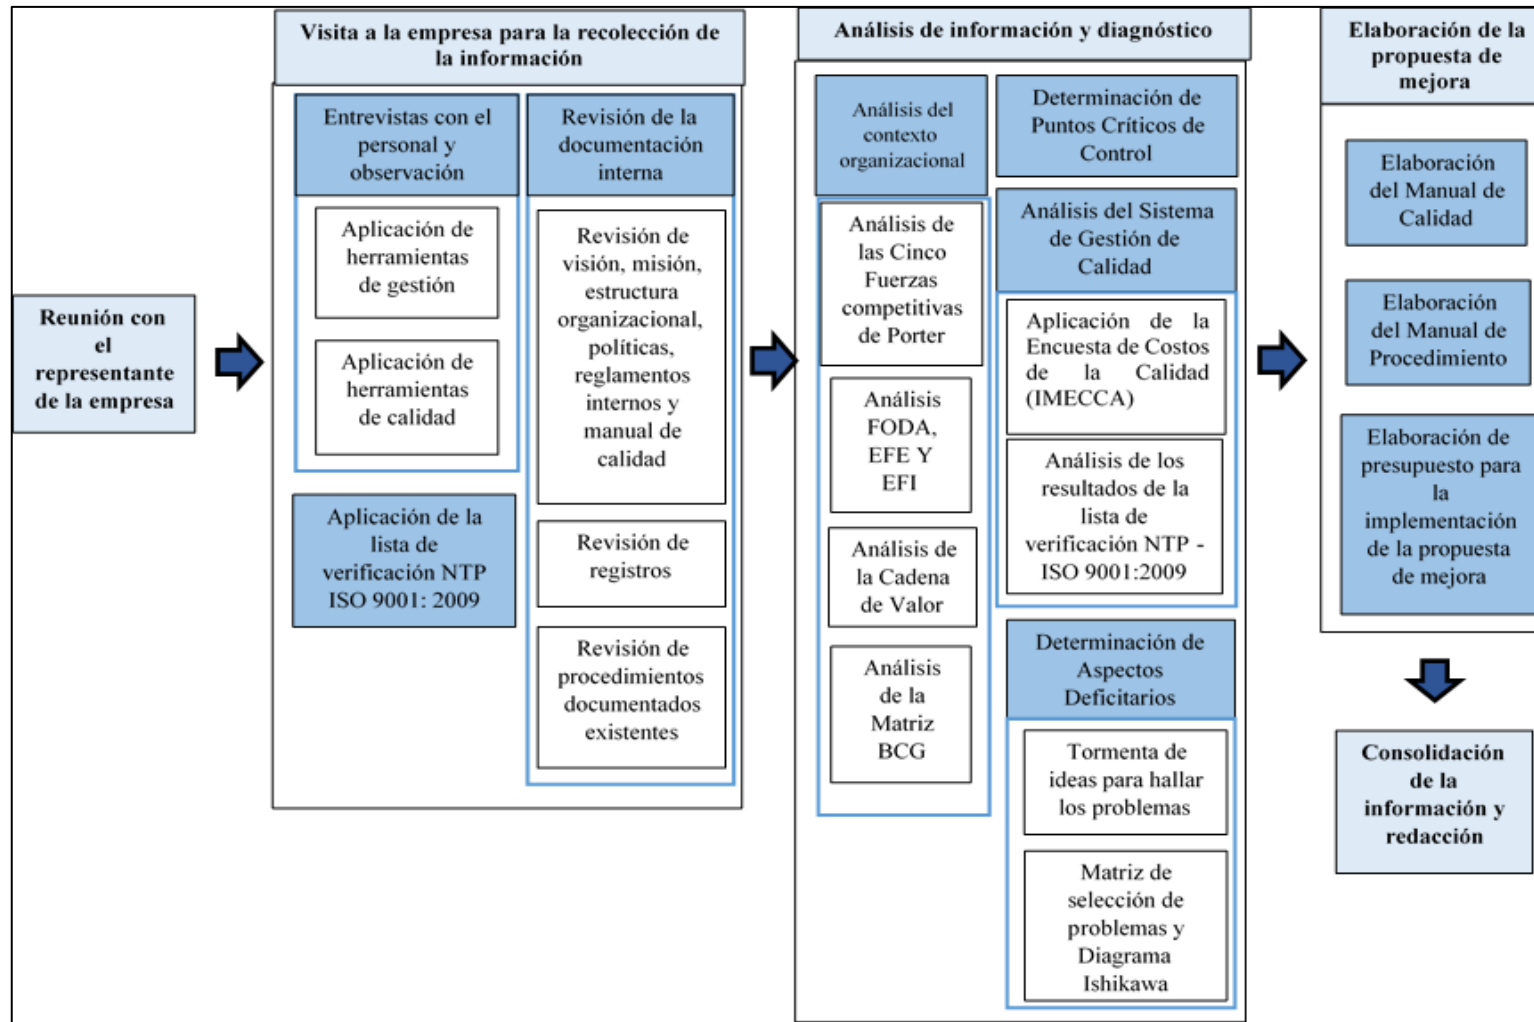 Reunión con
el
representante
de la empresa
Visita a la empresa para la recolección de
la información
Entrevistas con el
personal y
observación
Aplicación de
herramientas
de gestión
Aplicación de
herramientas
de calidad
Aplicación de la
lista de
verificación NTP
ISO 9001: 2009
Revisión de la
documentación
interna
Revisión de
visión, misión,
estructura
organizacional,
políticas,
reglamentos
internos y
manual de
calidad
Revisión de
registros
Revisión de
procedimientos
documentados
existentes
Análisis de información y diagnóstico
Análisis del
contexto
organizacional
Análisis de
las Cinco
Fuerzas
competitivas
de Porter
Análisis
FODA,
EFE Y
EFI
Análisis de
la Cadena
de Valor
Análisis
de la
Matriz
BCG
Determinación de
Puntos Críticos de
Control
Análisis del Sistema
de Gestión de
Calidad
Aplicación de la
Encuesta de Costos
de la Calidad
(IMECCA)
Análisis de los
resultados de la
lista de
verificación NTP -
ISO 9001:2009
Determinación de
Aspectos
Deficitarios
Tormenta de
ideas para hallar
los problemas
Matriz de
selección de
problemas y
Diagrama
Ishikawa
Elaboración de la
propuesta de
mejora
Elaboración
del Manual de
Calidad
Elaboración
del Manual de
Procedimiento
Elaboración de
presupuesto para
la
implementación
de la propuesta
de mejora
Consolidación
de la
información y
redacción